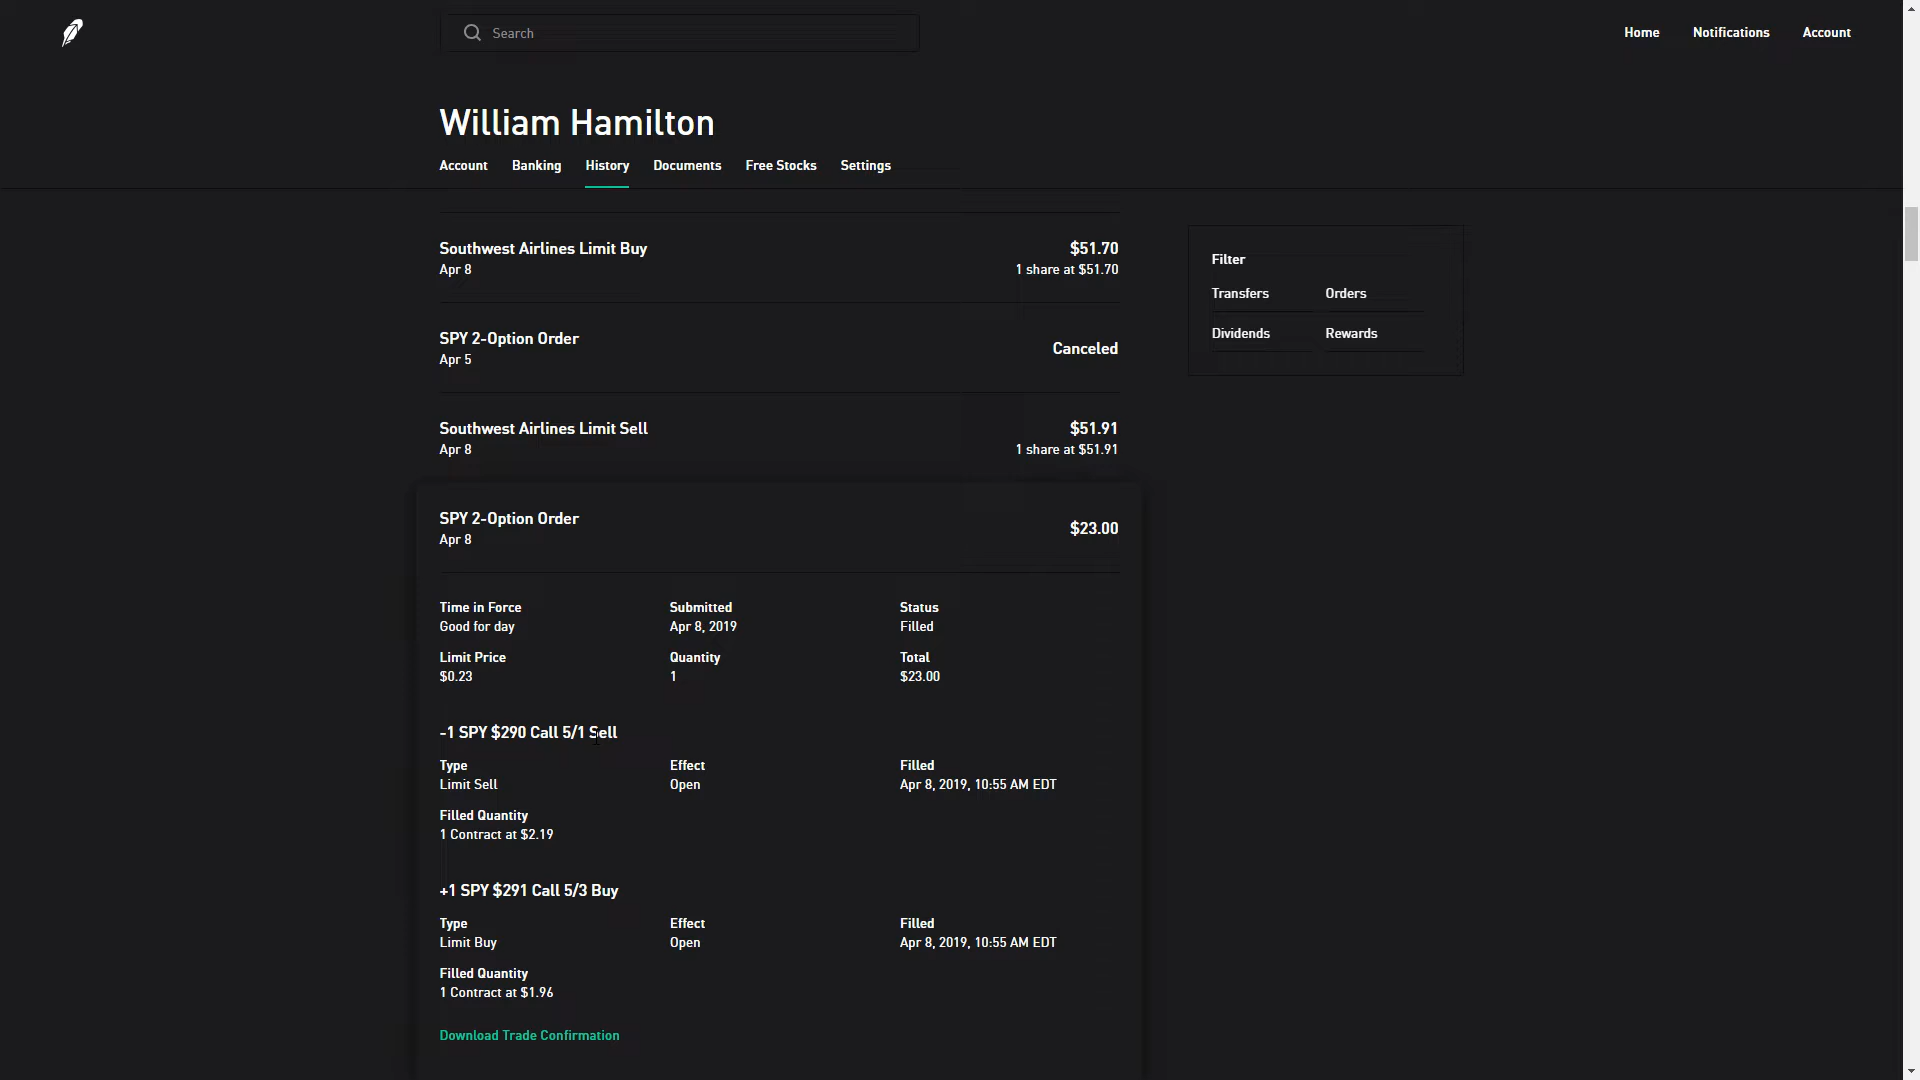 Search
Home Notifications Account
William Hamilton
Account Banking History Documents Free Stocks Settings
Southwest Airlines Limit Buy $51.70
Apr 8 1 share at $51.70
SPY 2-Option Order Canceled
Apr 5
Southwest Airlines Limit Sell $51.91
Apr 8 1 share at $51.91
SPY 2-Option Order $23.00
Apr 8
Time in Force Submitted Status
Good for day Apr 8, 2019 Filled
Limit Price Quantity Total
$0.23 1 $23.00
-1 SPY $290 Call 5/1 Sell
Type Effect Filled
Limit Sell Open Apr 8, 2019, 10:55 AM EDT
Filled Quantity
1 Contract at $2.19
+1 SPY $291 Call 5/3 Buy
Type Effect Filled
Limit Buy Open Apr 8, 2019, 10:55 AM EDT
Filled Quantity
1 Contract at $1.96
Download Trade Confirmation
Filter
Transfers Orders
Dividends Rewards